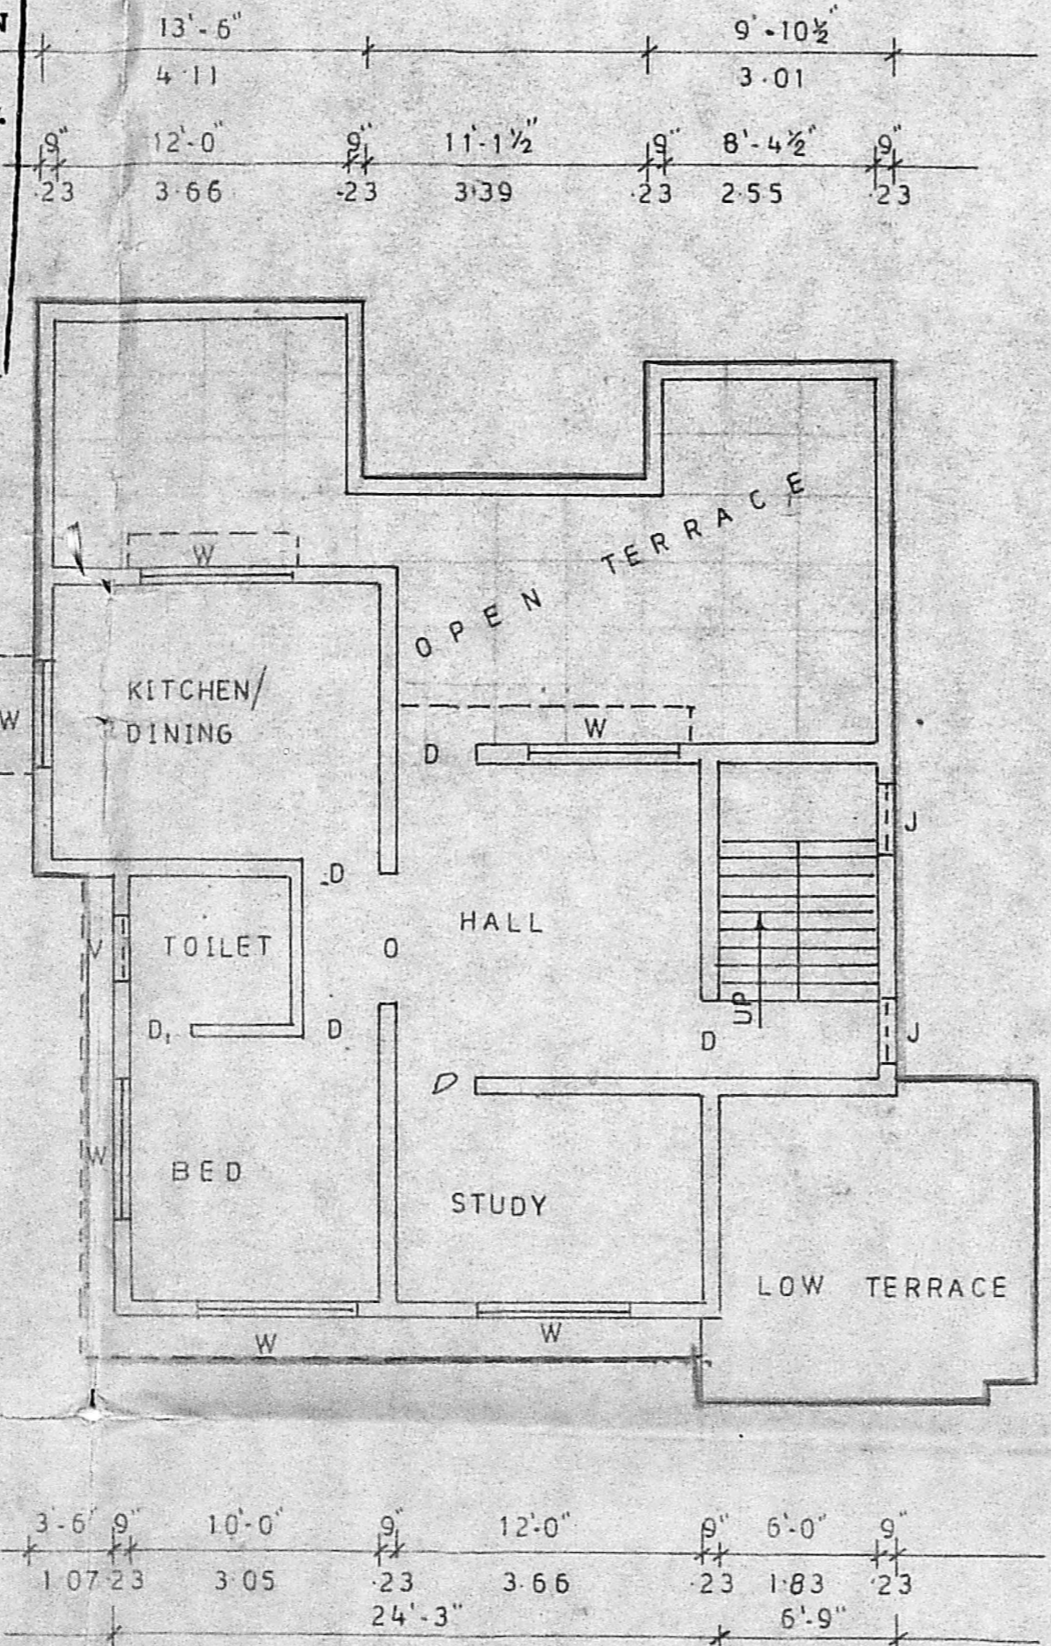 N
13'-6" 9'-10½"
4.11 3.01
9" 12'-0" 9" 11'-1½" 9" 8'-4½" 9"
.23 3.66 -23 3.39 .23 2.55 .23
W
OPEN TERRACE
KITCHEN/
DINING
W
W
D
J
D
HALL
V TOILET O
UP
D, D D J
D
W BED
STUDY
LOW TERRACE
W W
3'-6" 9" 10'-0" 9" 12'-0" 9" 6'-0" 9"
1.07 .23 3.05 .23 3.66 .23 1.83 .23
24'-3" 6'-9"